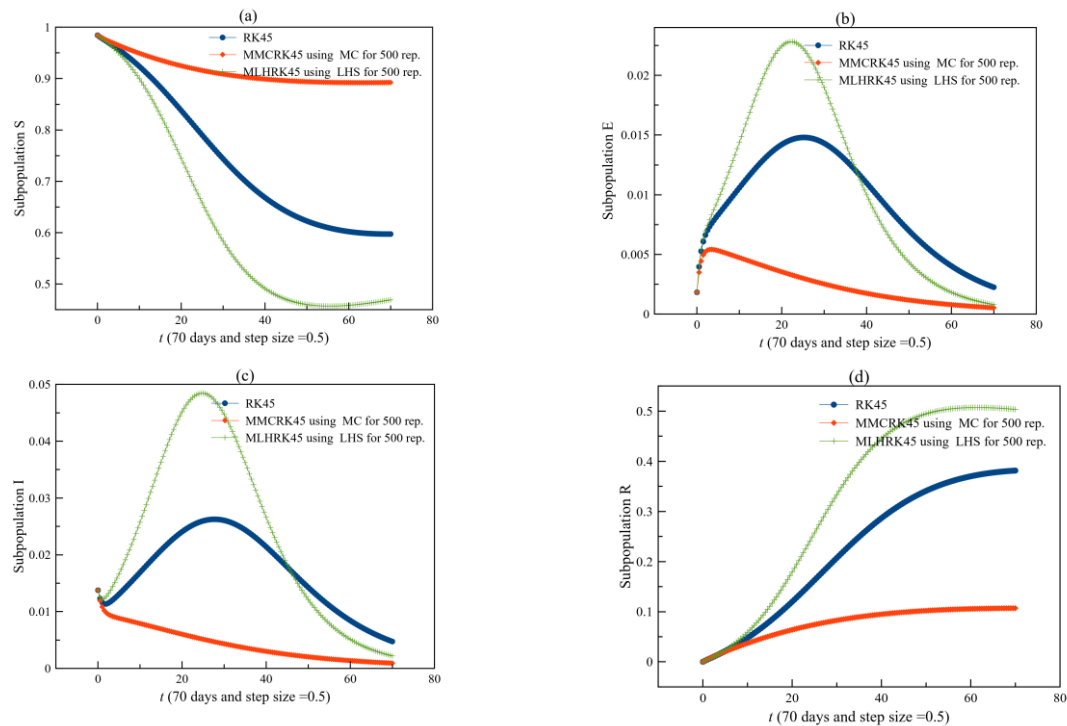 (a)
1
0.9
0.8
0.7
0.6
0.5
0
20
40
60
80
Subpopulation S
t (70 days and step size =0.5)
RK45
MMCRK45 using MC for 500 rep.
MLHRK45 using LHS for 500 rep.
(b)
0.02
0.015
0.01
0.005
0
0
20
40
60
80
Subpopulation E
t (70 days and step size =0.5)
RK45
MMCRK45 using MC for 500 rep.
MLHRK45 using LHS for 500 rep.
(c)
0.05
0.04
0.03
0.02
0.01
0
0
20
40
60
80
Subpopulation I
t (70 days and step size =0.5)
RK45
MMCRK45 using MC for 500 rep.
MLHRK45 using LHS for 500 rep.
(d)
0.5
0.4
0.3
0.2
0.1
0
0
20
40
60
80
Subpopulation R
t (70 days and step size =0.5)
RK45
MMCRK45 using MC for 500 rep.
MLHRK45 using LHS for 500 rep.